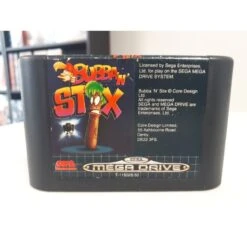 BUBBA 'N'
STIX
Licensed by Sega Enterprises,
Ltd. for play on the SEGA MEGA
DRIVE SYSTEM.
Bubba 'N' Stix © Core Design
Ltd
All rights reserved
SEGA and MEGA DRIVE are
trademarks of Sega
Enterprises, Ltd.
Core Design Limited,
55 Ashbourne Road,
Derby,
DE22 3FS.
CORE
SEGA
MEGA DRIVE